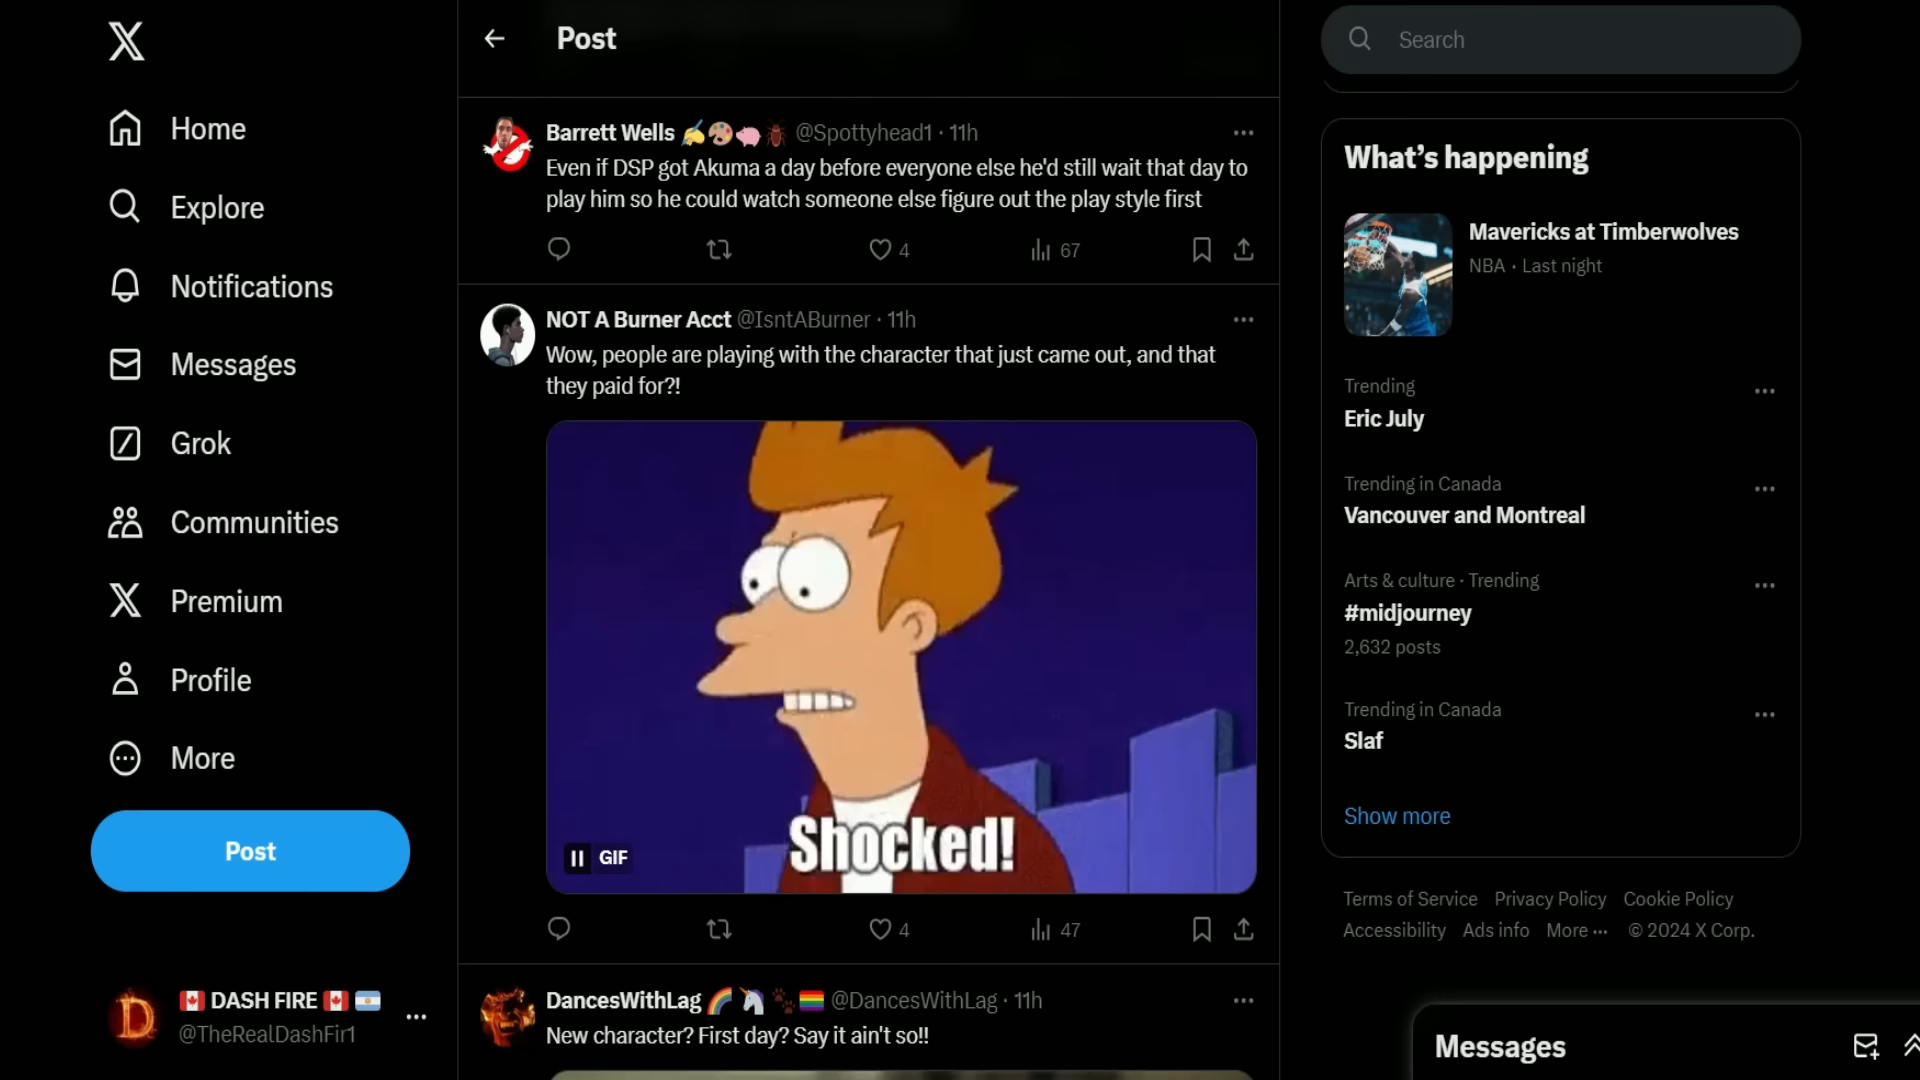 Home
Explore
Notifications
Messages
Grok
Communities
Premium
Profile
More
Post
DASH FIRE
@TheRealDashFir1
Post
Barrett Wells @Spottyhead1 · 11h
Even if DSP got Akuma a day before everyone else he'd still wait that day to
play him so he could watch someone else figure out the play style first
4 67
NOT A Burner Acct @IsntABurner · 11h
Wow, people are playing with the character that just came out, and that
they paid for?!
Shocked!
GIF
4 47
DancesWithLag @DancesWithLag · 11h
New character? First day? Say it ain't so!!
Search
What's happening
Mavericks at Timberwolves
NBA · Last night
Trending
Eric July
Trending in Canada
Vancouver and Montreal
Arts & culture · Trending
#midjourney
2,632 posts
Trending in Canada
Slaf
Show more
Terms of Service Privacy Policy Cookie Policy
Accessibility Ads info More ··· © 2024 X Corp.
Messages